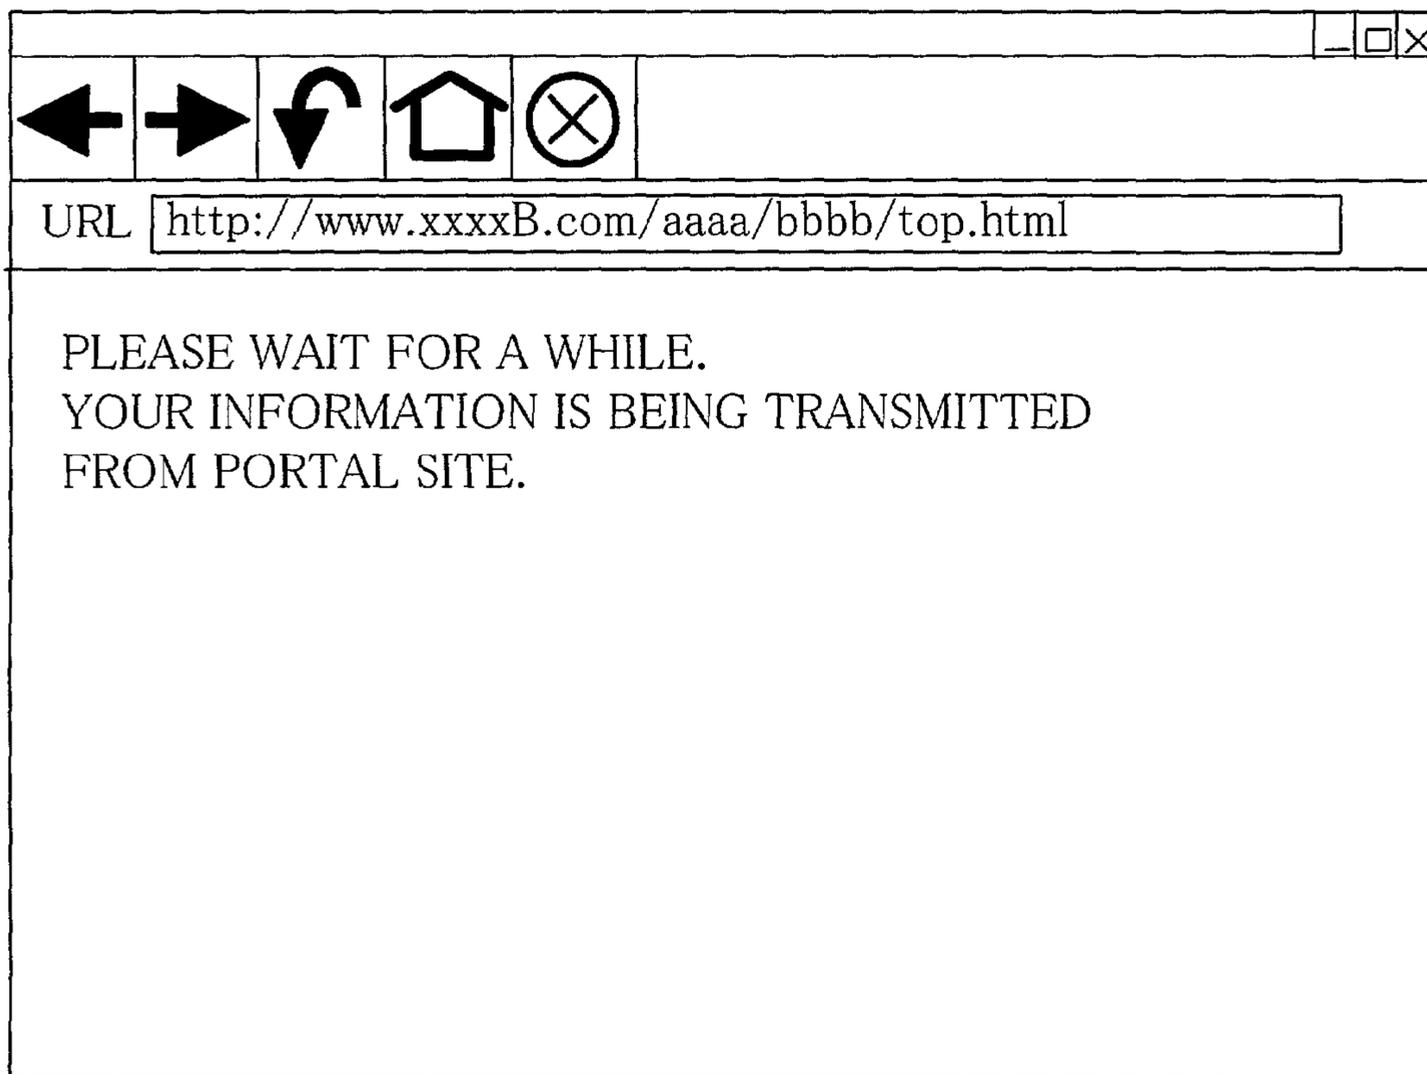 URL http://www.xxxxB.com/aaaa/bbbb/top.html
PLEASE WAIT FOR A WHILE.
YOUR INFORMATION IS BEING TRANSMITTED
FROM PORTAL SITE.